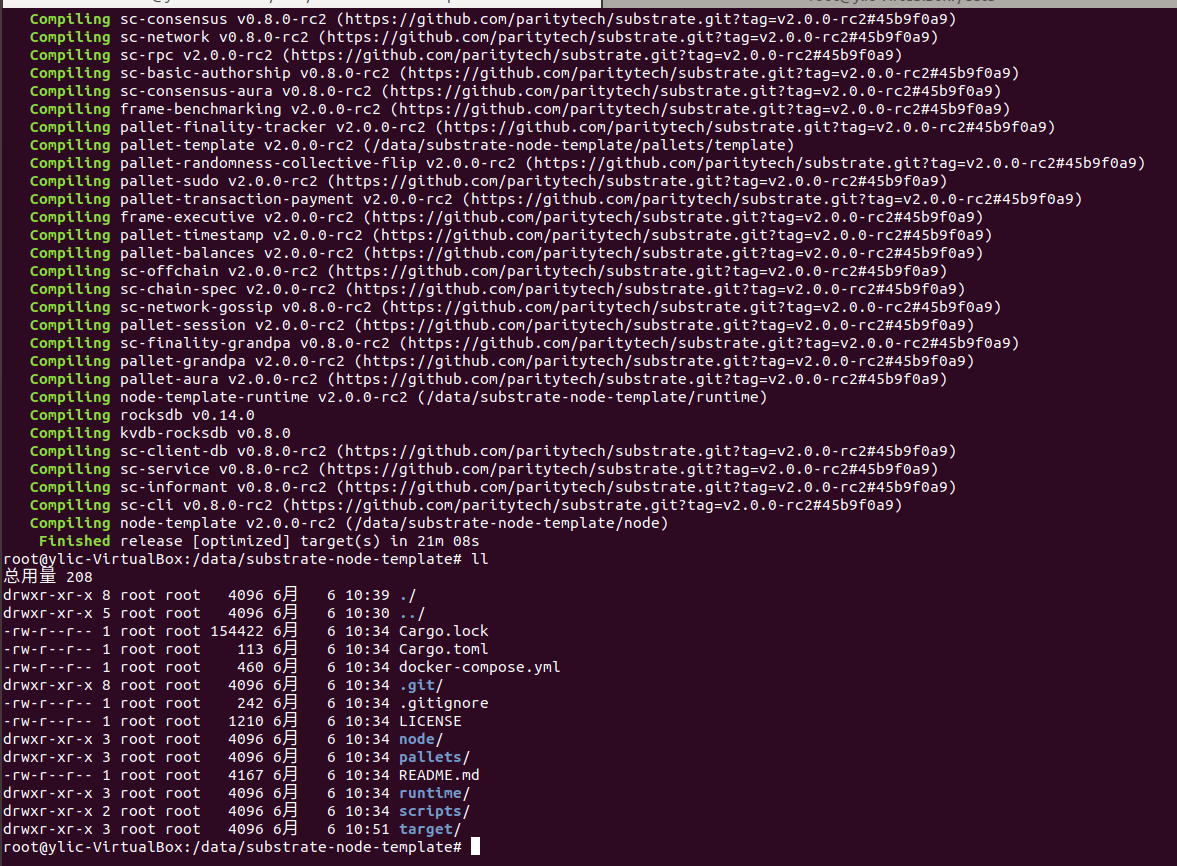 Compiling sc-consensus v0.8.0-rc2 (https://github.com/paritytech/substrate.git?tag=v2.0.0-rc2#45b9f0a9)
Compiling sc-network v0.8.0-rc2 (https://github.com/paritytech/substrate.git?tag=v2.0.0-rc2#45b9f0a9)
Compiling sc-rpc v2.0.0-rc2 (https://github.com/paritytech/substrate.git?tag=v2.0.0-rc2#45b9f0a9)
Compiling sc-basic-authorship v0.8.0-rc2 (https://github.com/paritytech/substrate.git?tag=v2.0.0-rc2#45b9f0a9)
Compiling sc-consensus-aura v0.8.0-rc2 (https://github.com/paritytech/substrate.git?tag=v2.0.0-rc2#45b9f0a9)
Compiling frame-benchmarking v2.0.0-rc2 (https://github.com/paritytech/substrate.git?tag=v2.0.0-rc2#45b9f0a9)
Compiling pallet-finality-tracker v2.0.0-rc2 (https://github.com/paritytech/substrate.git?tag=v2.0.0-rc2#45b9f0a9)
Compiling pallet-template v2.0.0-rc2 (/data/substrate-node-template/pallets/template)
Compiling pallet-randomness-collective-flip v2.0.0-rc2 (https://github.com/paritytech/substrate.git?tag=v2.0.0-rc2#45b9f0a9)
Compiling pallet-sudo v2.0.0-rc2 (https://github.com/paritytech/substrate.git?tag=v2.0.0-rc2#45b9f0a9)
Compiling pallet-transaction-payment v2.0.0-rc2 (https://github.com/paritytech/substrate.git?tag=v2.0.0-rc2#45b9f0a9)
Compiling frame-executive v2.0.0-rc2 (https://github.com/paritytech/substrate.git?tag=v2.0.0-rc2#45b9f0a9)
Compiling pallet-timestamp v2.0.0-rc2 (https://github.com/paritytech/substrate.git?tag=v2.0.0-rc2#45b9f0a9)
Compiling pallet-balances v2.0.0-rc2 (https://github.com/paritytech/substrate.git?tag=v2.0.0-rc2#45b9f0a9)
Compiling sc-offchain v2.0.0-rc2 (https://github.com/paritytech/substrate.git?tag=v2.0.0-rc2#45b9f0a9)
Compiling sc-chain-spec v2.0.0-rc2 (https://github.com/paritytech/substrate.git?tag=v2.0.0-rc2#45b9f0a9)
Compiling sc-network-gossip v0.8.0-rc2 (https://github.com/paritytech/substrate.git?tag=v2.0.0-rc2#45b9f0a9)
Compiling pallet-session v2.0.0-rc2 (https://github.com/paritytech/substrate.git?tag=v2.0.0-rc2#45b9f0a9)
Compiling sc-finality-grandpa v0.8.0-rc2 (https://github.com/paritytech/substrate.git?tag=v2.0.0-rc2#45b9f0a9)
Compiling pallet-grandpa v2.0.0-rc2 (https://github.com/paritytech/substrate.git?tag=v2.0.0-rc2#45b9f0a9)
Compiling pallet-aura v2.0.0-rc2 (https://github.com/paritytech/substrate.git?tag=v2.0.0-rc2#45b9f0a9)
Compiling node-template-runtime v2.0.0-rc2 (/data/substrate-node-template/runtime)
Compiling rocksdb v0.14.0
Compiling kvdb-rocksdb v0.8.0
Compiling sc-client-db v0.8.0-rc2 (https://github.com/paritytech/substrate.git?tag=v2.0.0-rc2#45b9f0a9)
Compiling sc-service v0.8.0-rc2 (https://github.com/paritytech/substrate.git?tag=v2.0.0-rc2#45b9f0a9)
Compiling sc-informant v0.8.0-rc2 (https://github.com/paritytech/substrate.git?tag=v2.0.0-rc2#45b9f0a9)
Compiling sc-cli v0.8.0-rc2 (https://github.com/paritytech/substrate.git?tag=v2.0.0-rc2#45b9f0a9)
Compiling node-template v2.0.0-rc2 (/data/substrate-node-template/node)
Finished release [optimized] target(s) in 21m 08s
root@ylic-VirtualBox:/data/substrate-node-template# ll
总用量 208
drwxr-xr-x 8 root root 4096 6月 6 10:39 ./
drwxr-xr-x 5 root root 4096 6月 6 10:30 ../
-rw-r--r-- 1 root root 154422 6月 6 10:34 Cargo.lock
-rw-r--r-- 1 root root 113 6月 6 10:34 Cargo.toml
-rw-r--r-- 1 root root 460 6月 6 10:34 docker-compose.yml
drwxr-xr-x 8 root root 4096 6月 6 10:34 .git/
-rw-r--r-- 1 root root 242 6月 6 10:34 .gitignore
-rw-r--r-- 1 root root 1210 6月 6 10:34 LICENSE
drwxr-xr-x 3 root root 4096 6月 6 10:34 node/
drwxr-xr-x 3 root root 4096 6月 6 10:34 pallets/
-rw-r--r-- 1 root root 4167 6月 6 10:34 README.md
drwxr-xr-x 3 root root 4096 6月 6 10:34 runtime/
drwxr-xr-x 2 root root 4096 6月 6 10:34 scripts/
drwxr-xr-x 3 root root 4096 6月 6 10:51 target/
root@ylic-VirtualBox:/data/substrate-node-template#